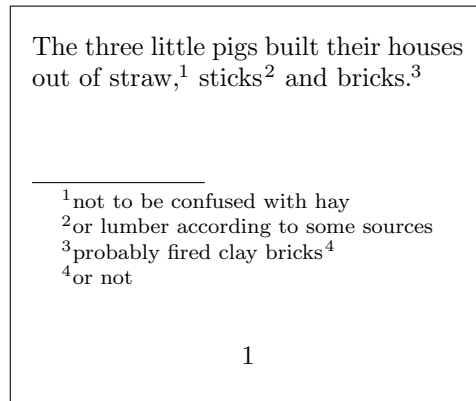 The three little pigs built their houses
out of straw,¹ sticks² and bricks.³
¹not to be confused with hay
²or lumber according to some sources
³probably fired clay bricks⁴
⁴or not
1